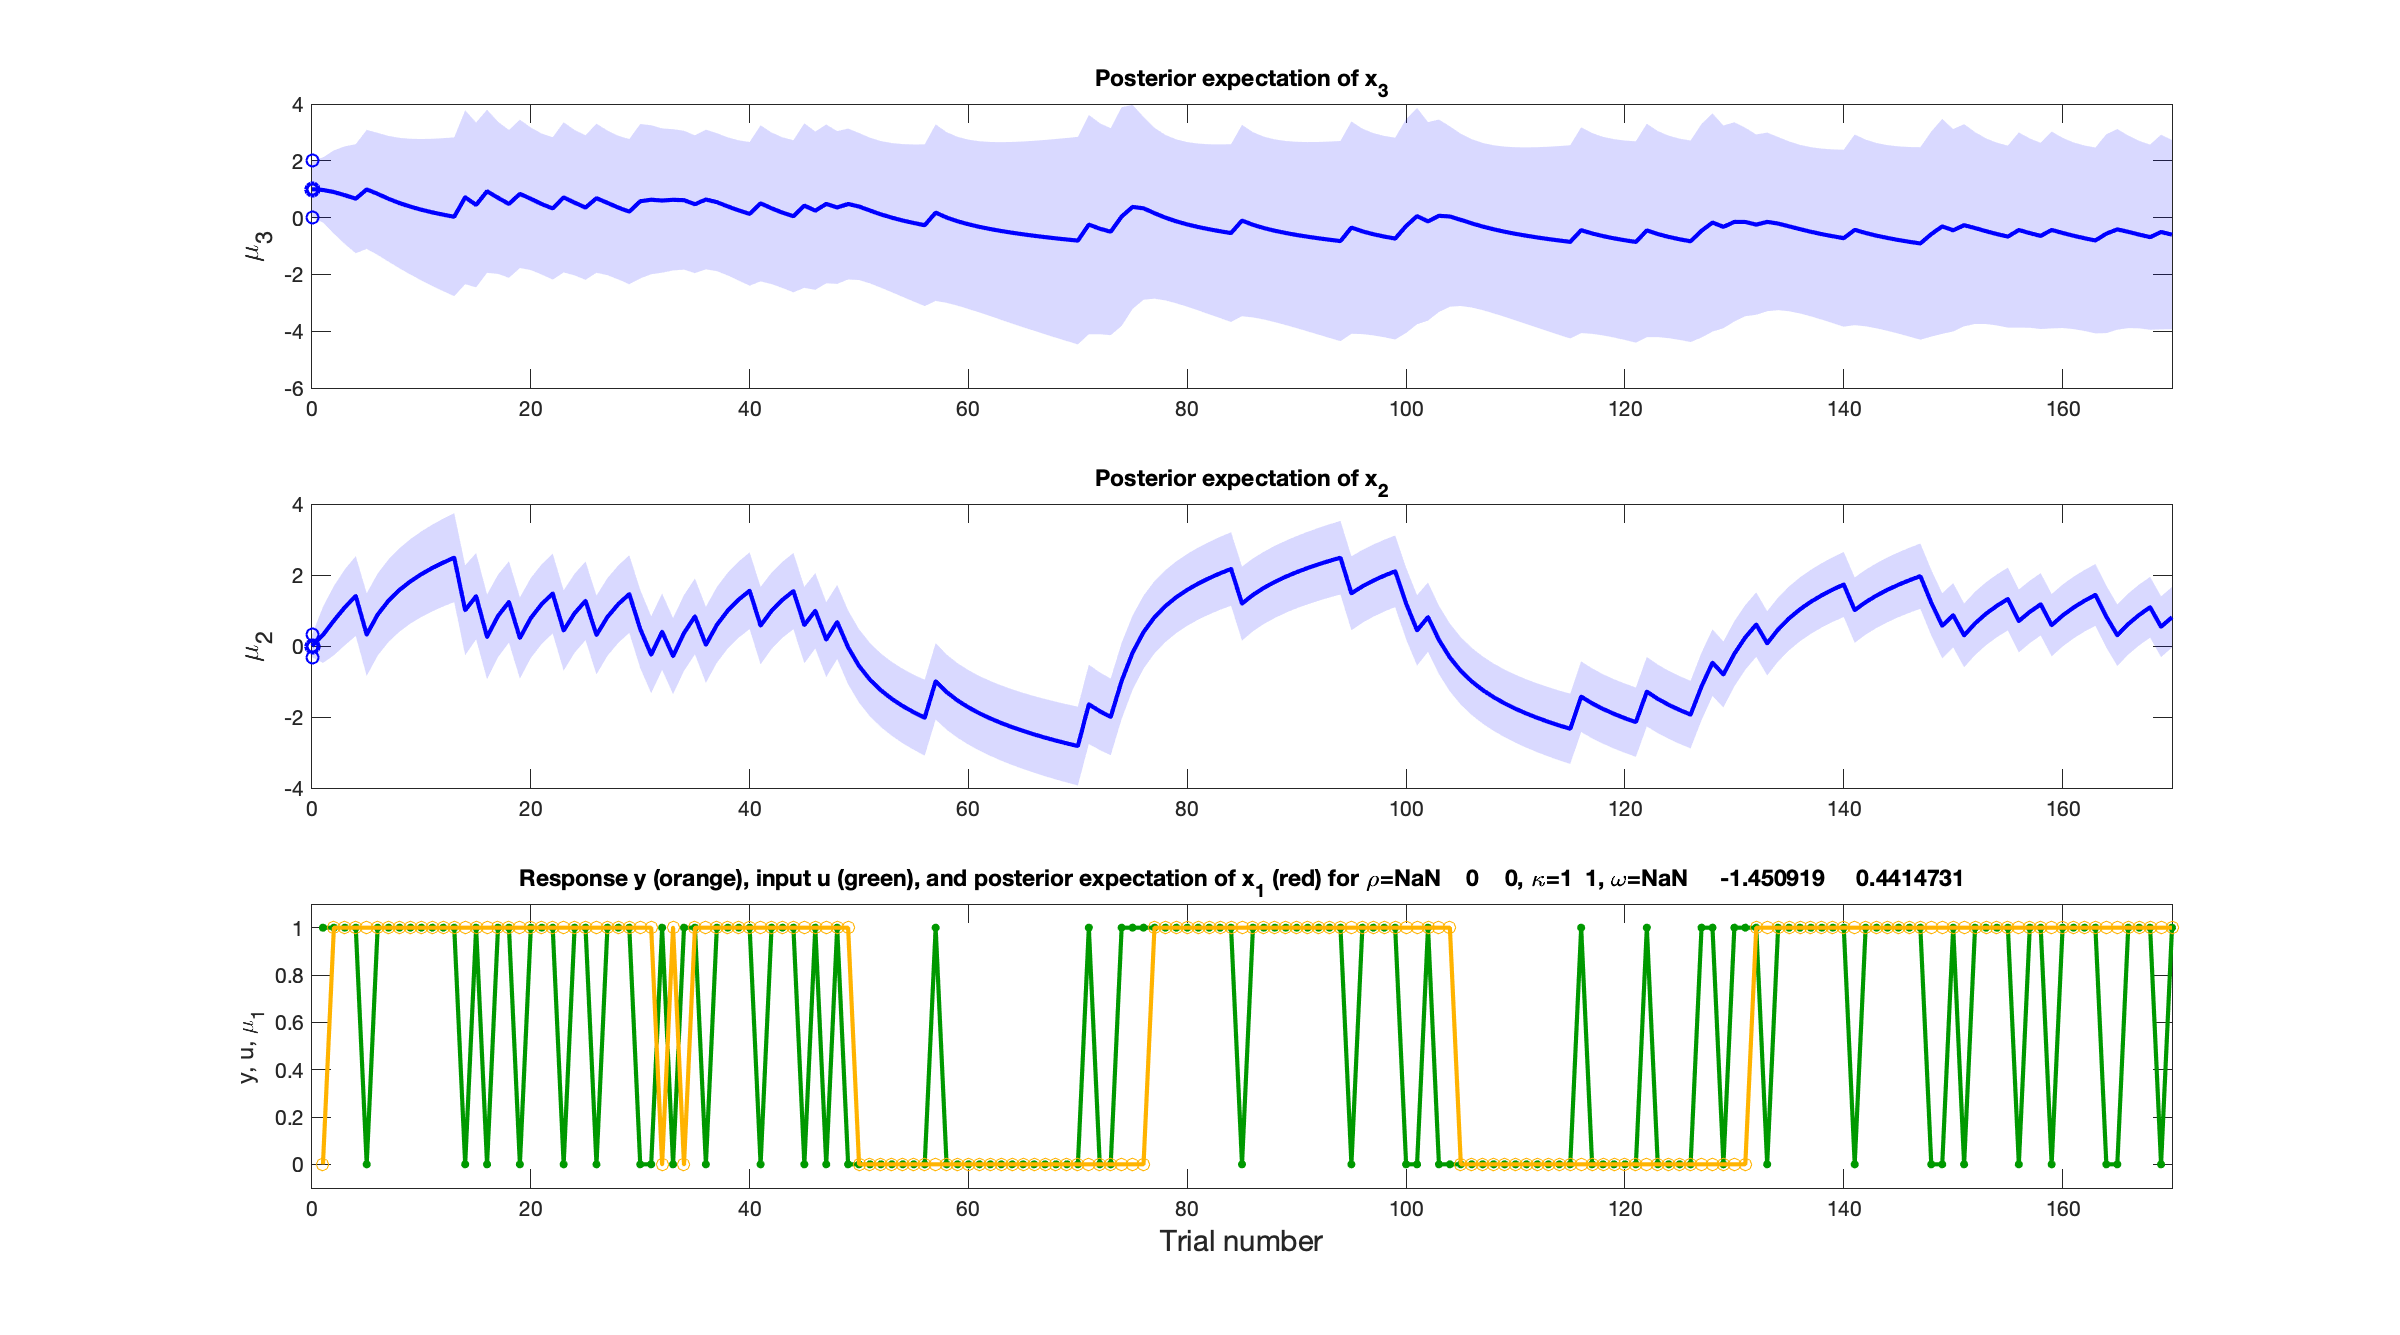 Posterior expectation of x3
4
2
0
-2
-4
-6
μ3
0 20 40 60 80 100 120 140 160
Posterior expectation of x2
4
2
0
-2
-4
μ2
0 20 40 60 80 100 120 140 160
Response y (orange), input u (green), and posterior expectation of x1 (red) for ρ=NaN 0 0, κ=1 1, ω=NaN -1.450919 0.4414731
1
0.8
0.6
0.4
0.2
0
y, u, μ1
0 20 40 60 80 100 120 140 160
Trial number